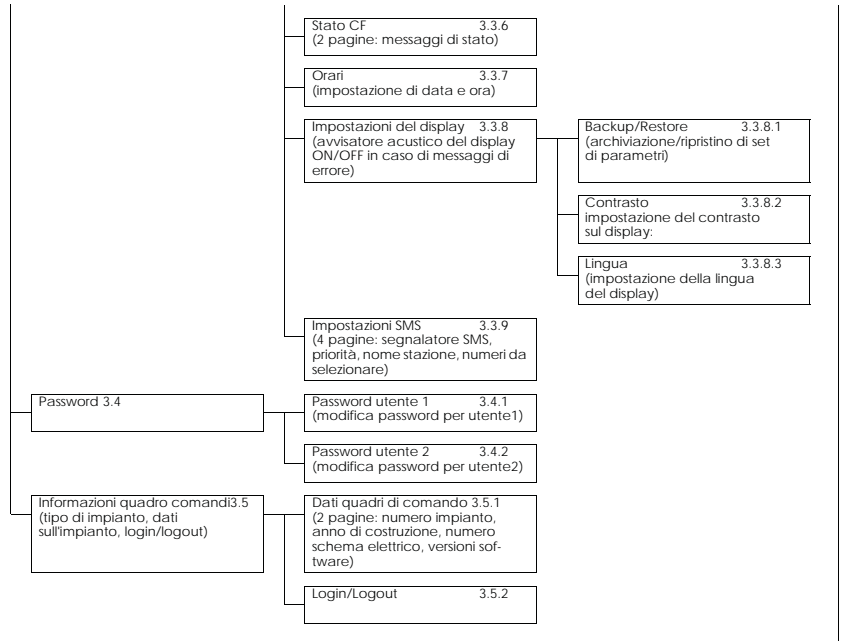 Stato CF 3.3.6
(2 pagine: messaggi di stato)
Orari 3.3.7
(impostazione di data e ora)
Impostazioni del display 3.3.8
(avvisatore acustico del display
ON/OFF in caso di messaggi di
errore)
Backup/Restore 3.3.8.1
(archiviazione/ripristino di set
di parametri)
Contrasto 3.3.8.2
impostazione del contrasto
sul display:
Lingua 3.3.8.3
(impostazione della lingua
del display)
Impostazioni SMS 3.3.9
(4 pagine: segnalatore SMS,
priorità, nome stazione, numeri da
selezionare)
Password 3.4
Password utente 1 3.4.1
(modifica password per utente1)
Password utente 2 3.4.2
(modifica password per utente2)
Informazioni quadro comandi3.5
(tipo di impianto, dati
sull'impianto, login/logout)
Dati quadri di comando 3.5.1
(2 pagine: numero impianto,
anno di costruzione, numero
schema elettrico, versioni sof-
tware)
Login/Logout 3.5.2